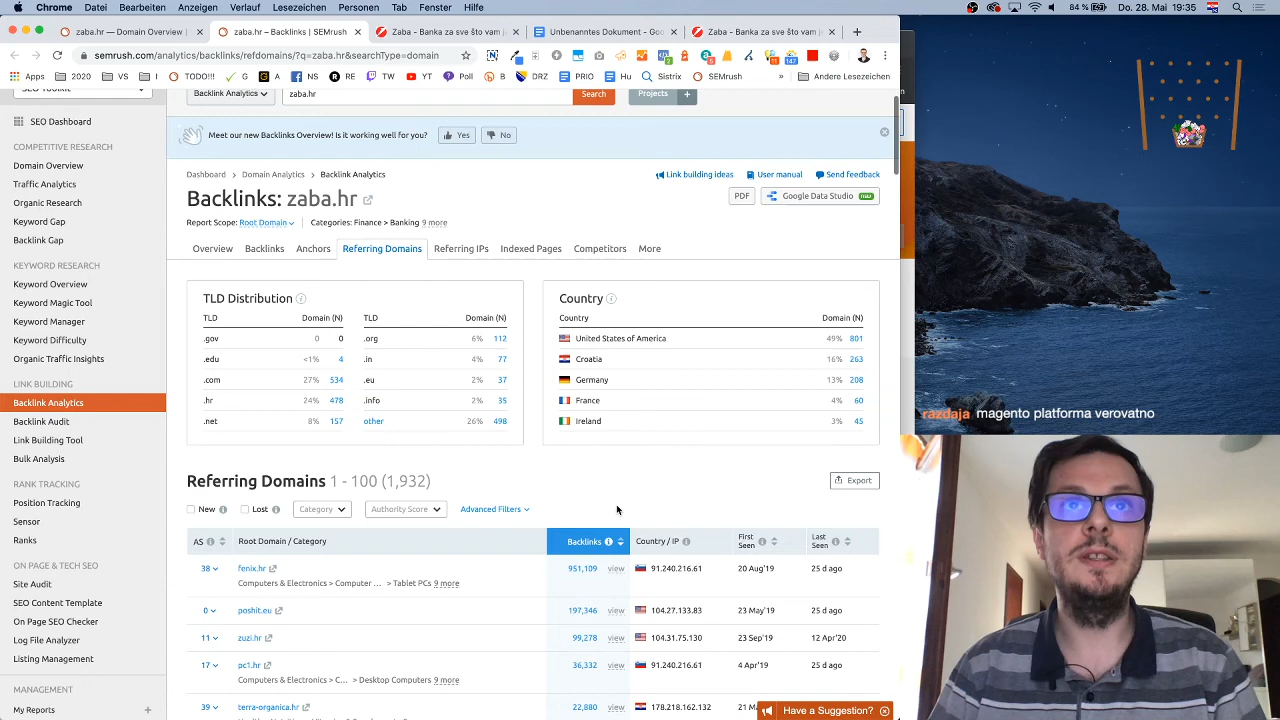 Chrome Datei Bearbeiten Anzeigen Verlauf Lesezeichen Personen Tab Fenster Hilfe
84 % Do. 28. Mai 19:35
zaba.hr — Domain Overview |
zaba.hr – Backlinks | SEMrush
Zaba - Banka za sve što vam j
Unbenanntes Dokument - Goo
Zaba - Banka za sve što vam je
semrush.com/analytics/backlinks/refdomains/?q=zaba.hr&searchType=domain
Apps 2020 VS I TODZ!!! G A NS RE TW YT Poll B DRZ PRIO Hu Sistrix SEMrush » Andere Lesezeichen
SEO Toolkit
Backlink Analytics zaba.hr Search Projects +
SEO Dashboard
COMPETITIVE RESEARCH
Domain Overview
Traffic Analytics
Organic Research
Keyword Gap
Backlink Gap
KEYWORD RESEARCH
Keyword Overview
Keyword Magic Tool
Keyword Manager
Keyword Difficulty
Organic Traffic Insights
LINK BUILDING
Backlink Analytics
Backlink Audit
Link Building Tool
Bulk Analysis
RANK TRACKING
Position Tracking
Sensor
Ranks
ON PAGE & TECH SEO
Site Audit
SEO Content Template
On Page SEO Checker
Log File Analyzer
Listing Management
MANAGEMENT
My Reports +
Meet our new Backlinks Overview! Is it working well for you? Yes No
Dashboard > Domain Analytics > Backlink Analytics
Link building ideas User manual Send feedback
Backlinks: zaba.hr
PDF Google Data Studio
Report Scope: Root Domain Categories: Finance > Banking 9 more
Overview Backlinks Anchors Referring Domains Referring IPs Indexed Pages Competitors More
TLD Distribution
TLD Domain (N) TLD Domain (N)
.gov 0 0 .org 6% 112
.edu <1% 4 .in 4% 77
.com 27% 534 .eu 2% 37
.hr 24% 478 .info 2% 35
.net 8% 157 other 26% 498
Country
Country Domain (N)
United States of America 49% 801
Croatia 16% 263
Germany 13% 208
France 4% 60
Ireland 3% 45
Referring Domains 1 - 100 (1,932)
Export
New Lost Category Authority Score Advanced Filters
AS Root Domain / Category Backlinks Country / IP First Seen Last Seen
38 fenix.hr 951,109 view 91.240.216.61 20 Aug'19 25 d ago
Computers & Electronics > Computer ... > Tablet PCs 9 more
0 poshit.eu 197,346 view 104.27.133.83 23 May'19 25 d ago
11 zuzi.hr 99,278 view 104.31.75.130 23 Sep'19 12 Apr'20
17 pc1.hr 36,332 view 91.240.216.61 4 Apr'19 25 d ago
Computers & Electronics > C... > Desktop Computers 9 more
39 terra-organica.hr 22,880 view 178.218.162.132 25 d ago
Have a Suggestion?
razdaja magento platforma verovatno